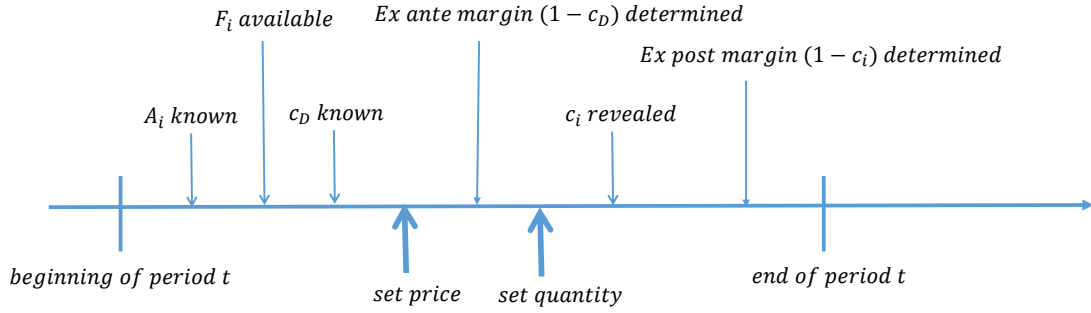 F_i available
Ex ante margin (1 − c_D) determined
Ex post margin (1 − c_i) determined
A_i known
c_D known
c_i revealed
beginning of period t
set price
set quantity
end of period t